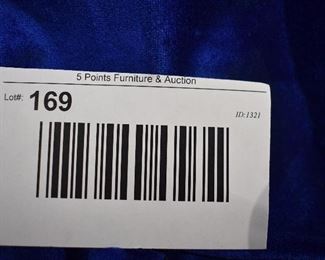 5 Points Furniture & Auction
Lot#: 169
ID:1321